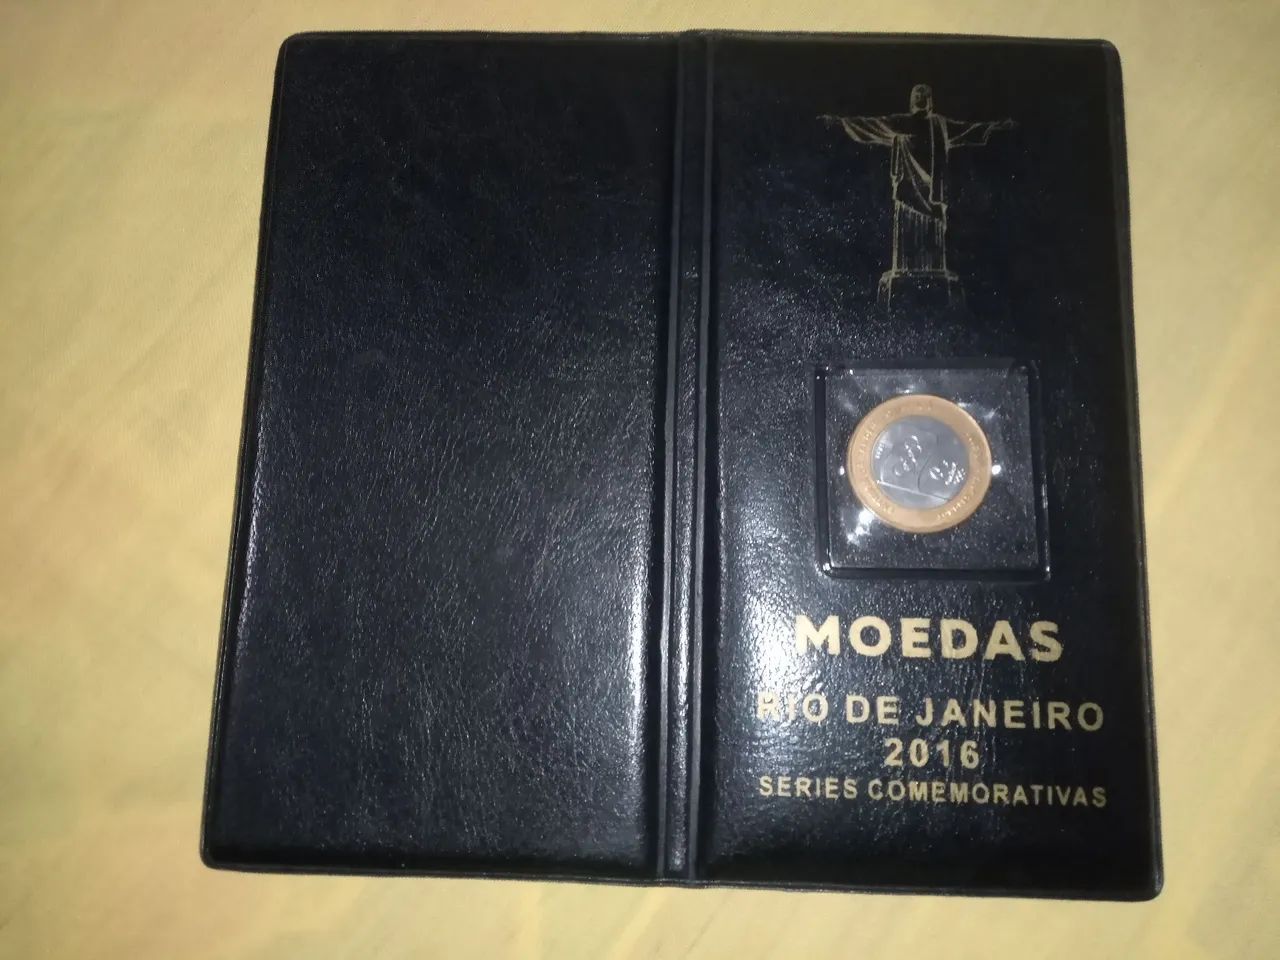 MOEDAS
RIO DE JANEIRO
2016
SERIES COMEMORATIVAS